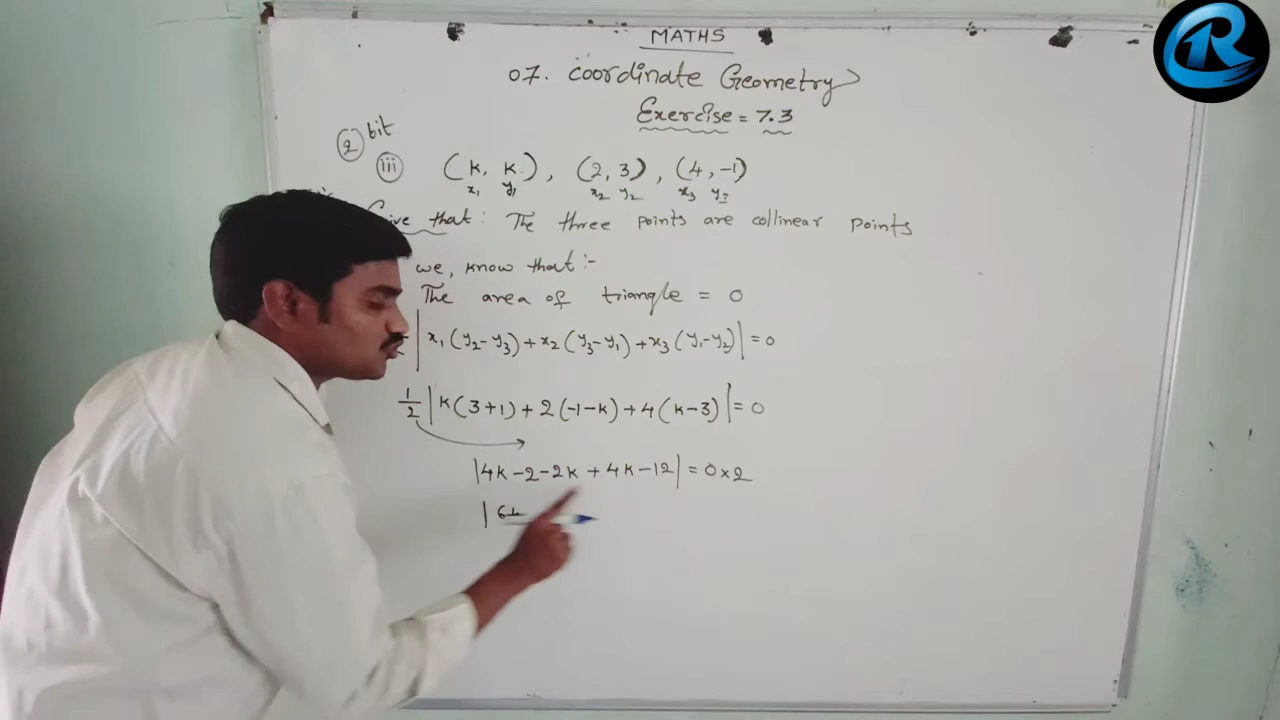 MATHS
07. Coordinate Geometry
Exercise = 7.3
2 bit
iii (k, k), (2, 3), (4, -1)
x₁ y₁ x₂ y₂ x₃ y₃
Give that: The three points are collinear points
we, know that :-
The area of triangle = 0
|x₁(y₂-y₃)+x₂(y₃-y₁)+x₃(y₁-y₂)|=0
1/2 |k(3+1)+2(-1-k)+4(k-3)|=0
|4k-2-2k+4k-12|=0×2
|6k
R